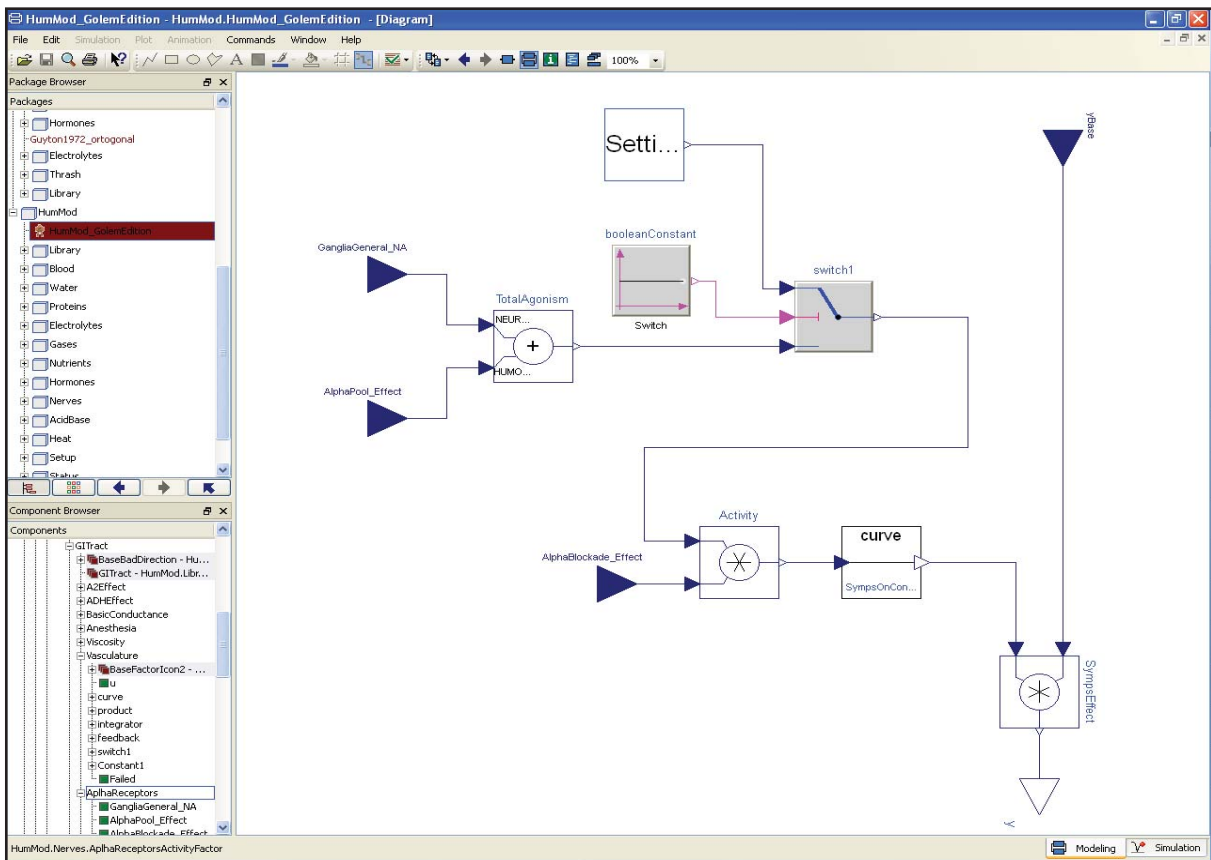 HumMod_GolemEdition - HumMod.HumMod_GolemEdition - [Diagram]
File Edit Simulation Plot Animation Commands Window Help
100%
Package Browser
Packages
Hormones
Guyton1972_ortogonal
Electrolytes
Thrash
Library
HumMod
HumMod_GolemEdition
Library
Blood
Water
Proteins
Electrolytes
Gases
Nutrients
Hormones
Nerves
AcidBase
Heat
Setup
Status
Component Browser
Components
GITract
BaseBadDirection - Hu...
GITract - HumMod.Libr...
A2Effect
ADHEffect
BasicConductance
Anesthesia
Viscosity
Vasculature
BaseFactorIcon2 - ...
u
curve
product
integrator
feedback
switch1
Constant1
Failed
AplhaReceptors
GangliaGeneral_NA
AlphaPool_Effect
AlphaBlockade_Effect
HumMod.Nerves.AplhaReceptorsActivityFactor
Modeling Simulation
Setti...
yBase
booleanConstant
Switch
GangliaGeneral_NA
TotalAgonism
NEUR...
+
HUMO...
AlphaPool_Effect
switch1
Activity
AlphaBlockade_Effect
curve
SympsOnCon...
SympsEffect
y